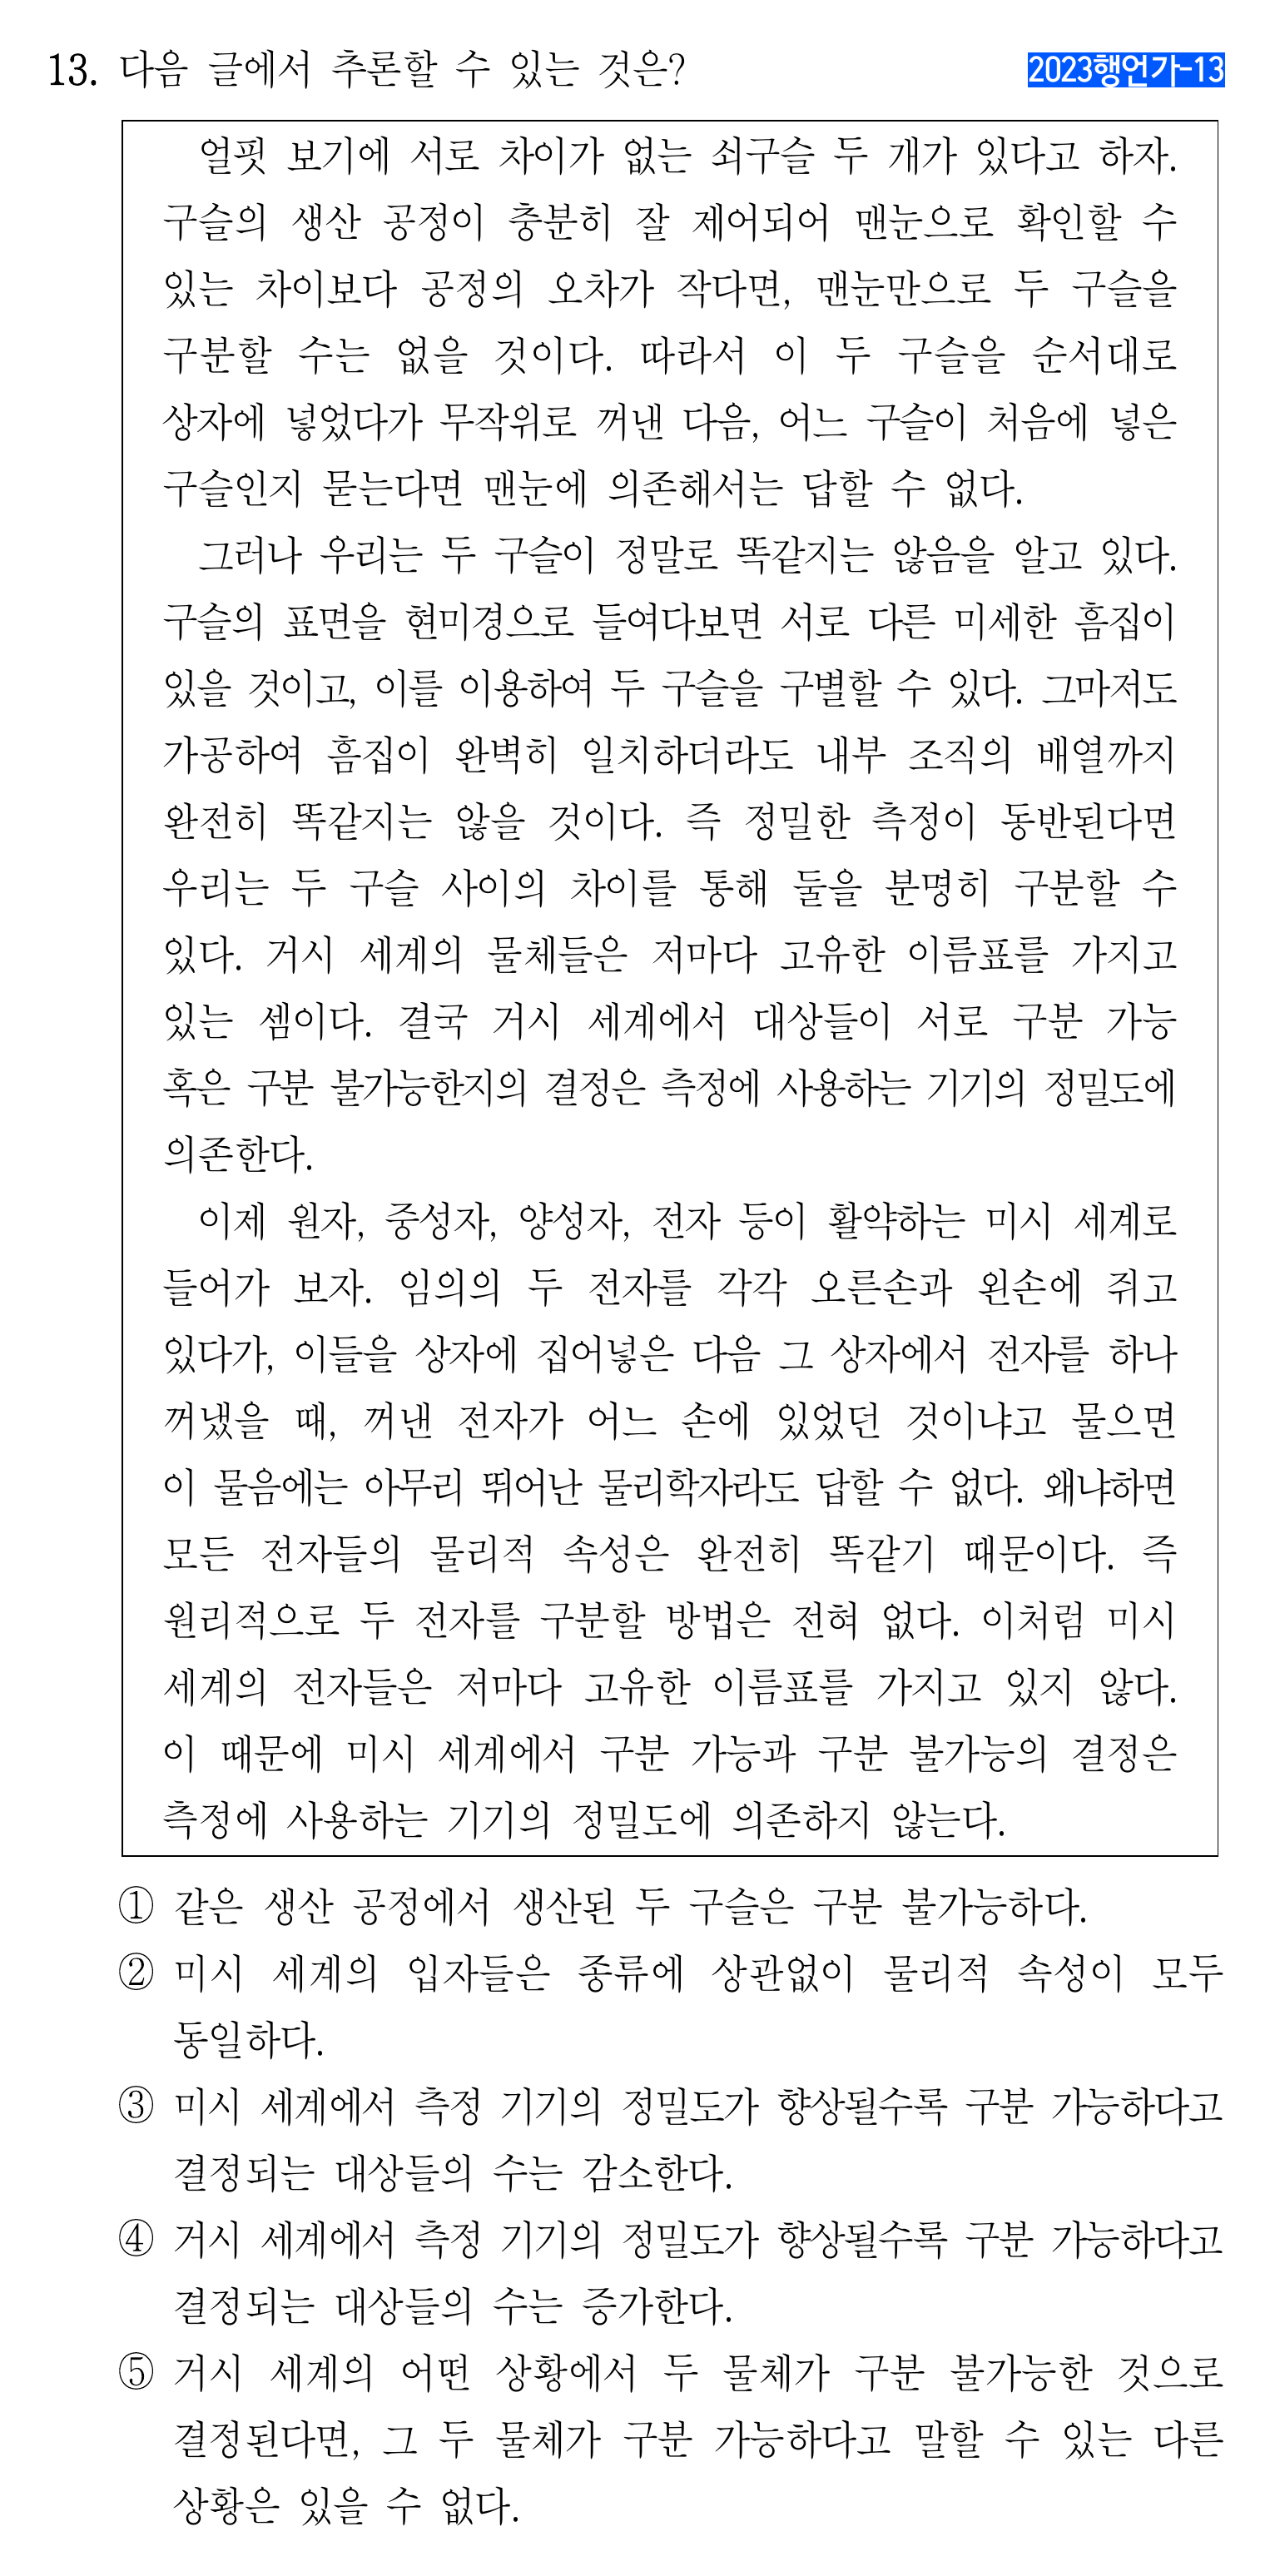 13. 다음 글에서 추론할 수 있는 것은?
2023행언가-13
얼핏 보기에 서로 차이가 없는 쇠구슬 두 개가 있다고 하자.
구슬의 생산 공정이 충분히 잘 제어되어 맨눈으로 확인할 수
있는 차이보다 공정의 오차가 작다면, 맨눈만으로 두 구슬을
구분할 수는 없을 것이다. 따라서 이 두 구슬을 순서대로
상자에 넣었다가 무작위로 꺼낸 다음, 어느 구슬이 처음에 넣은
구슬인지 묻는다면 맨눈에 의존해서는 답할 수 없다.
그러나 우리는 두 구슬이 정말로 똑같지는 않음을 알고 있다.
구슬의 표면을 현미경으로 들여다보면 서로 다른 미세한 흠집이
있을 것이고, 이를 이용하여 두 구슬을 구별할 수 있다. 그마저도
가공하여 흠집이 완벽히 일치하더라도 내부 조직의 배열까지
완전히 똑같지는 않을 것이다. 즉 정밀한 측정이 동반된다면
우리는 두 구슬 사이의 차이를 통해 둘을 분명히 구분할 수
있다. 거시 세계의 물체들은 저마다 고유한 이름표를 가지고
있는 셈이다. 결국 거시 세계에서 대상들이 서로 구분 가능
혹은 구분 불가능한지의 결정은 측정에 사용하는 기기의 정밀도에
의존한다.
이제 원자, 중성자, 양성자, 전자 등이 활약하는 미시 세계로
들어가 보자. 임의의 두 전자를 각각 오른손과 왼손에 쥐고
있다가, 이들을 상자에 집어넣은 다음 그 상자에서 전자를 하나
꺼냈을 때, 꺼낸 전자가 어느 손에 있었던 것이냐고 물으면
이 물음에는 아무리 뛰어난 물리학자라도 답할 수 없다. 왜냐하면
모든 전자들의 물리적 속성은 완전히 똑같기 때문이다. 즉
원리적으로 두 전자를 구분할 방법은 전혀 없다. 이처럼 미시
세계의 전자들은 저마다 고유한 이름표를 가지고 있지 않다.
이 때문에 미시 세계에서 구분 가능과 구분 불가능의 결정은
측정에 사용하는 기기의 정밀도에 의존하지 않는다.
① 같은 생산 공정에서 생산된 두 구슬은 구분 불가능하다.
② 미시 세계의 입자들은 종류에 상관없이 물리적 속성이 모두
동일하다.
③ 미시 세계에서 측정 기기의 정밀도가 향상될수록 구분 가능하다고
결정되는 대상들의 수는 감소한다.
④ 거시 세계에서 측정 기기의 정밀도가 향상될수록 구분 가능하다고
결정되는 대상들의 수는 증가한다.
⑤ 거시 세계의 어떤 상황에서 두 물체가 구분 불가능한 것으로
결정된다면, 그 두 물체가 구분 가능하다고 말할 수 있는 다른
상황은 있을 수 없다.